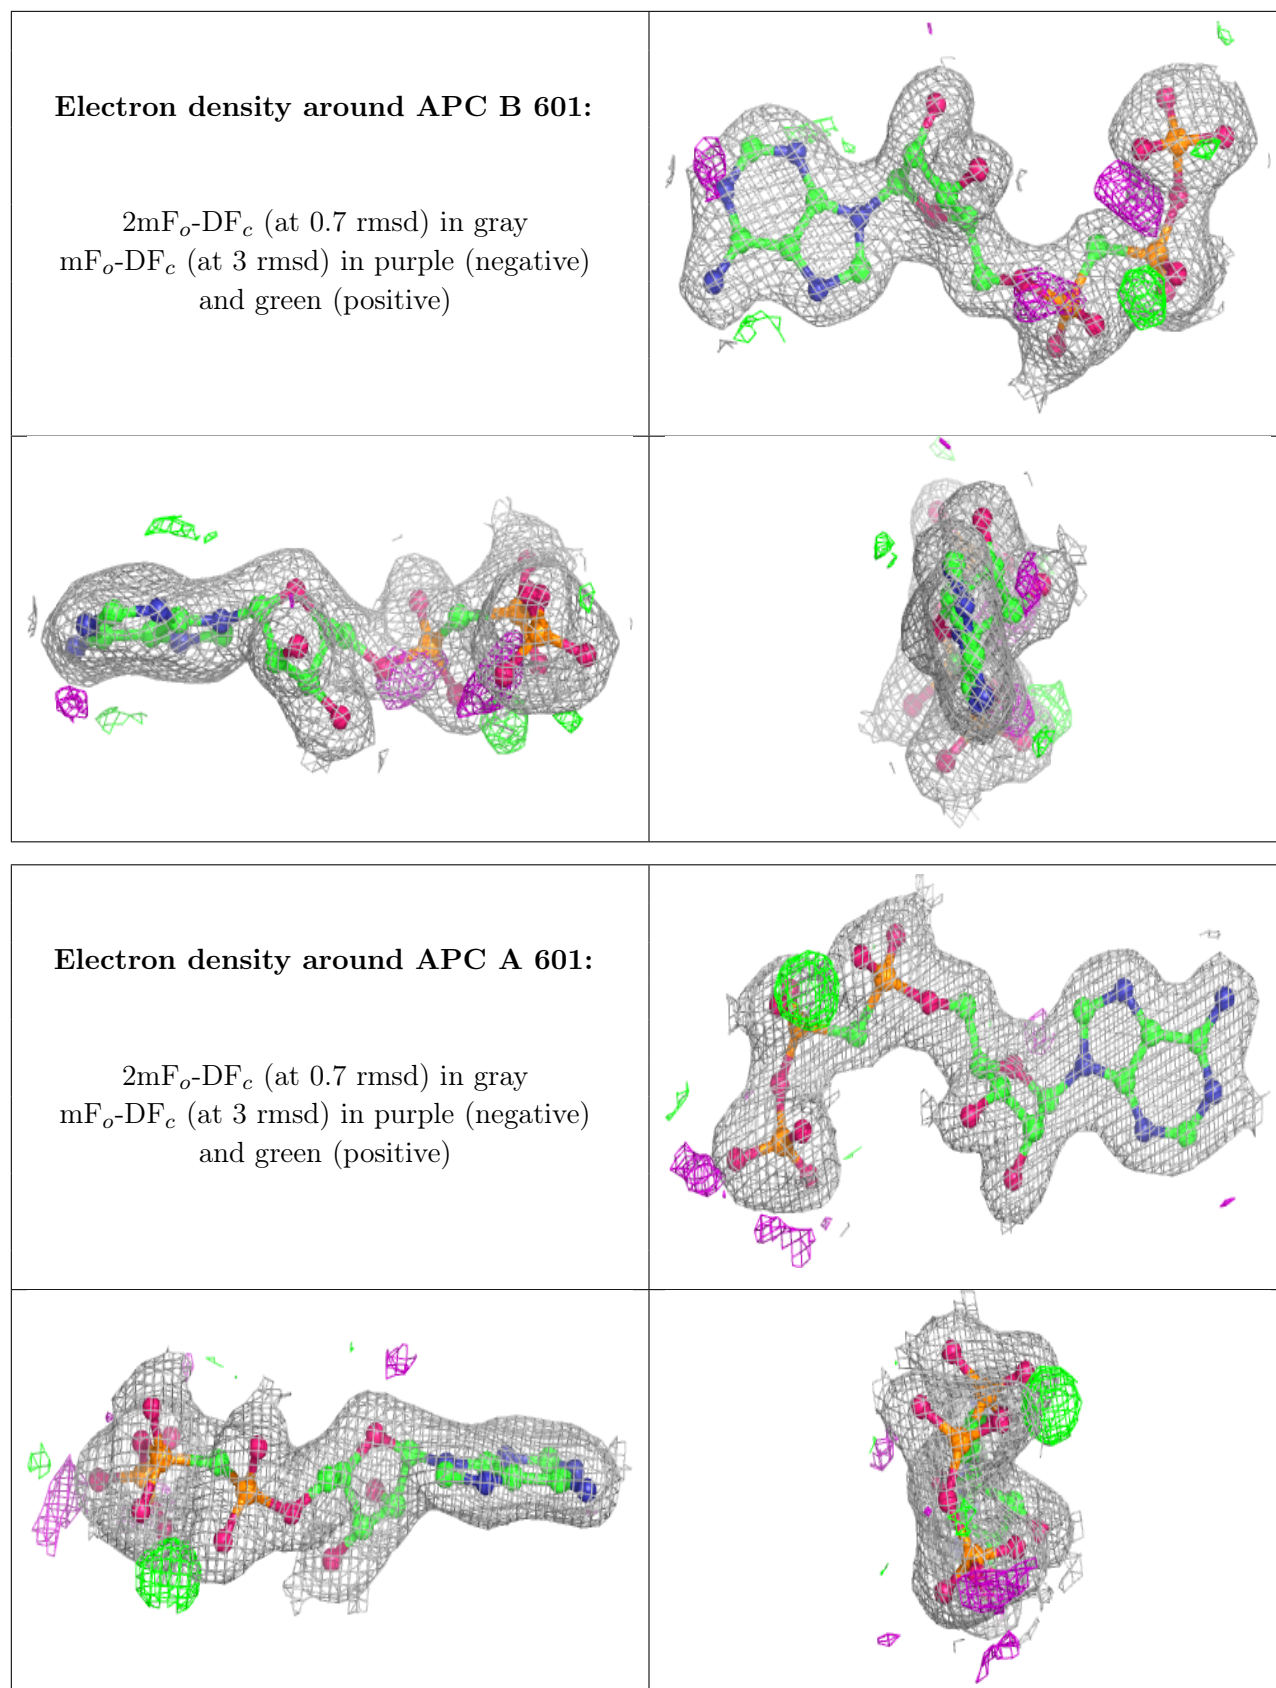 Electron density around APC B 601:
2mFo-DFc (at 0.7 rmsd) in gray
mFo-DFc (at 3 rmsd) in purple (negative)
and green (positive)
Electron density around APC A 601:
2mFo-DFc (at 0.7 rmsd) in gray
mFo-DFc (at 3 rmsd) in purple (negative)
and green (positive)